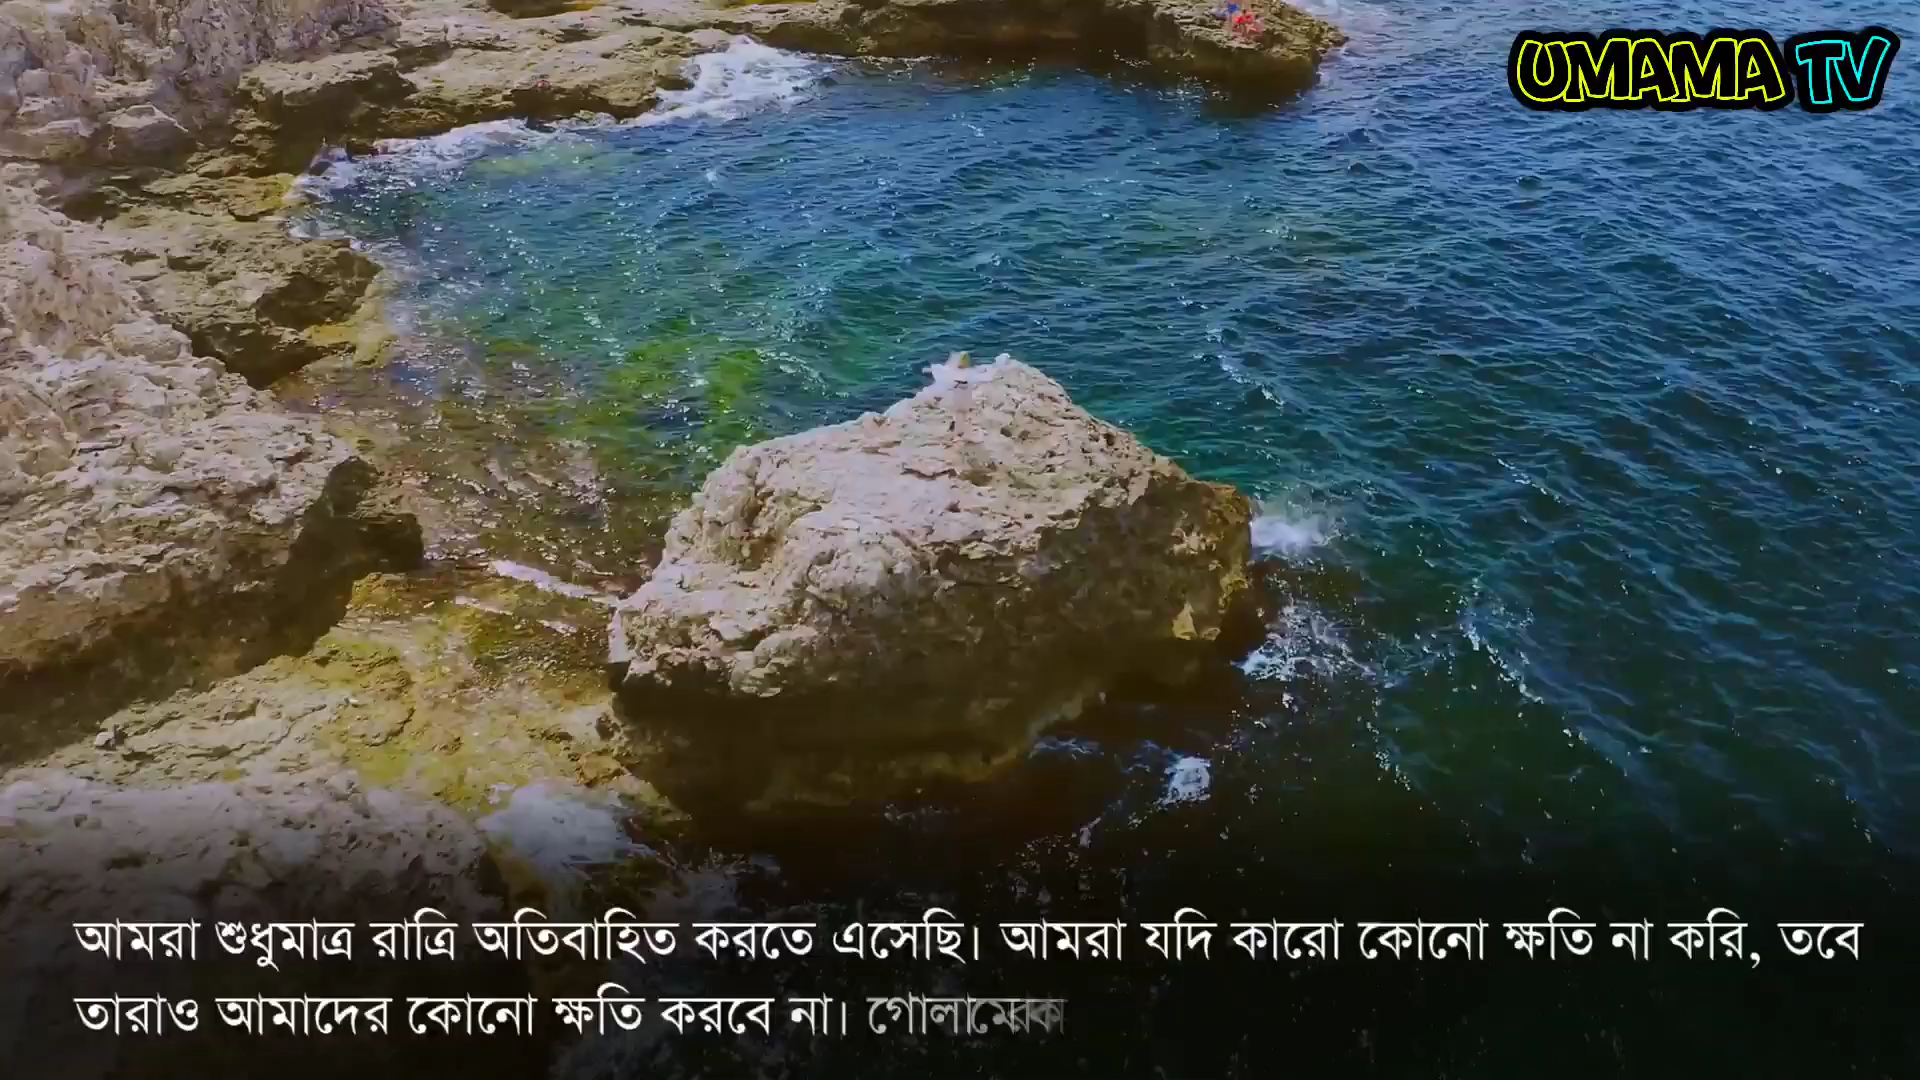 UMAMA TV
আমরা শুধুমাত্র রাত্রি অতিবাহিত করতে এসেছি। আমরা যদি কারো কোনো ক্ষতি না করি, তবে
তারাও আমাদের কোনো ক্ষতি করবে না।